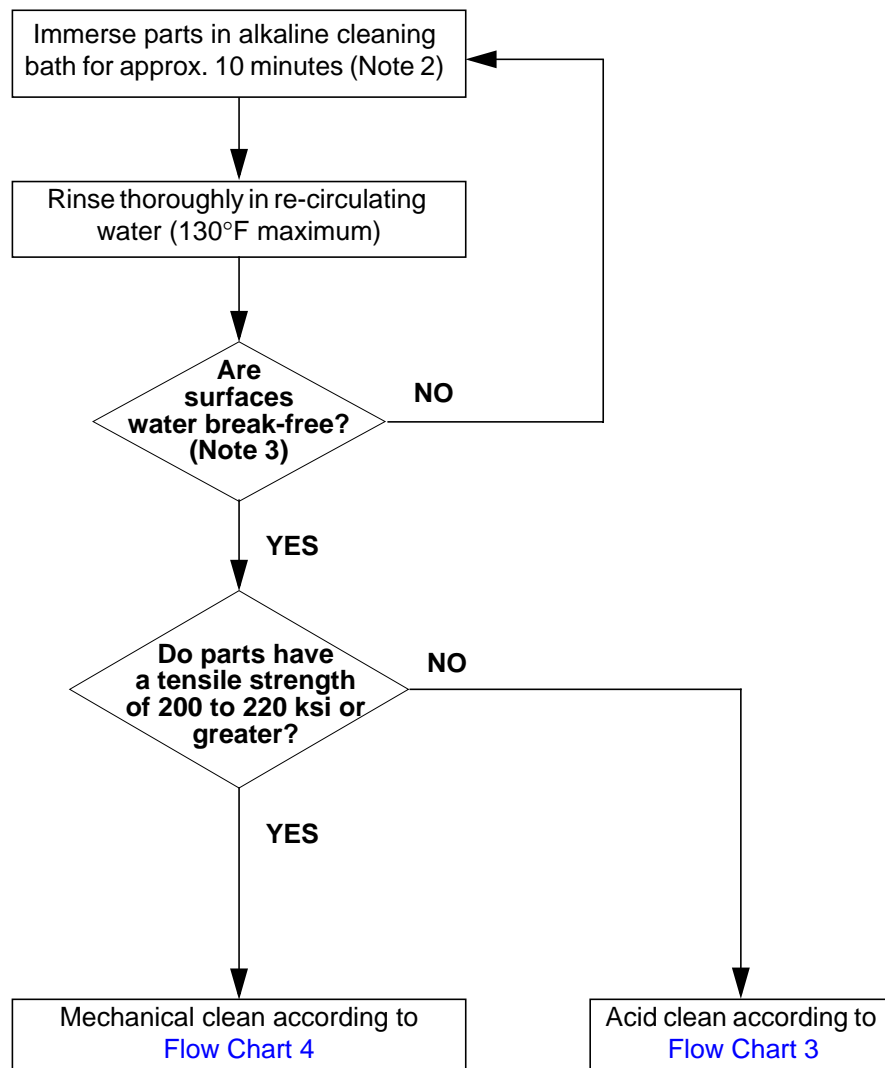 Immerse parts in alkaline cleaning
bath for approx. 10 minutes (Note 2)
Rinse thoroughly in re-circulating
water (130°F maximum)
Are
surfaces
water break-free?
(Note 3)
NO
YES
Do parts have
a tensile strength
of 200 to 220 ksi or
greater?
NO
YES
Mechanical clean according to
Flow Chart 4
Acid clean according to
Flow Chart 3